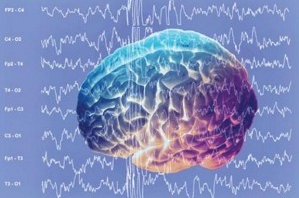 FP2 - C4
C4 - O2
Fp2 - T4
T4 - O2
Fp1 - C3
C3 - O1
Fp1 - T3
T3 - O1